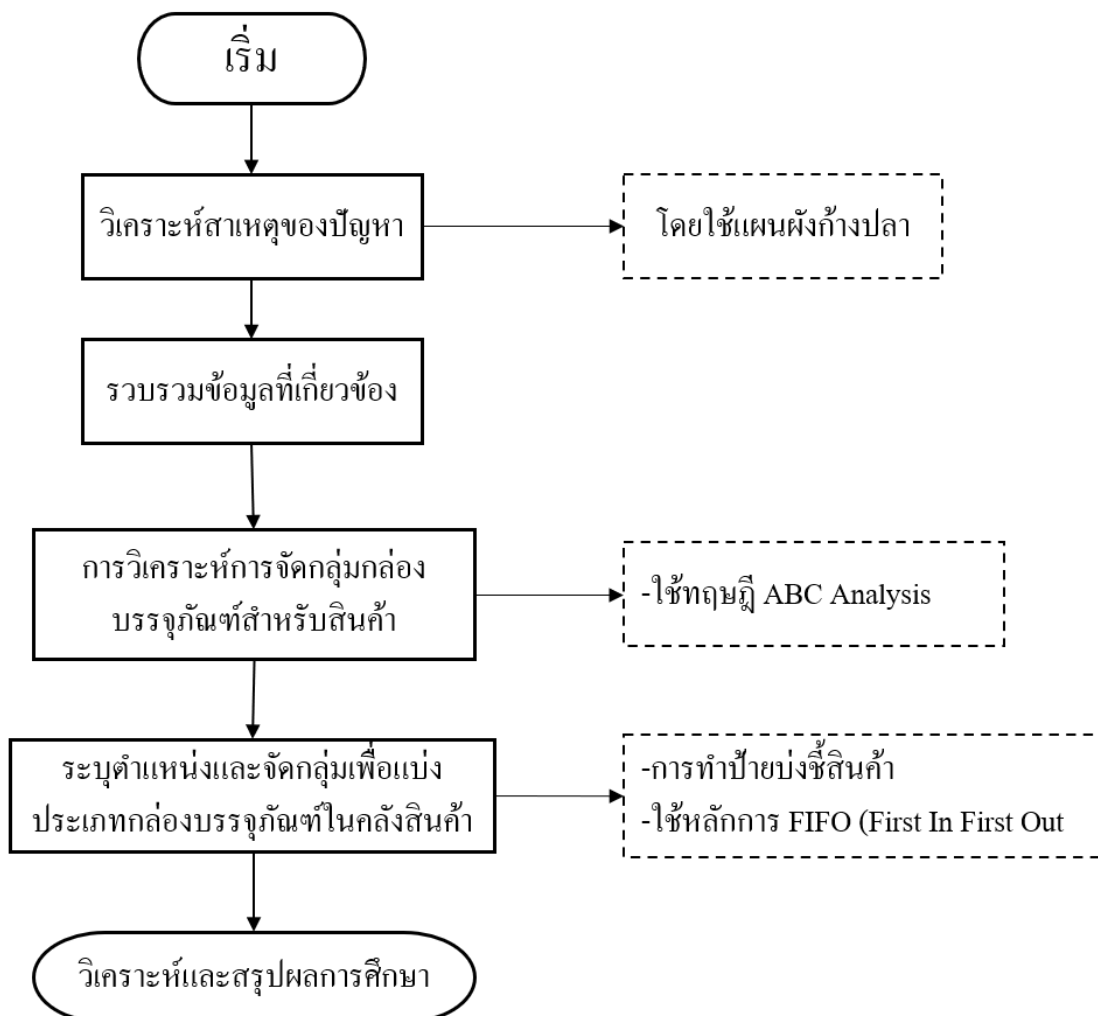 เริ่ม
วิเคราะห์สาเหตุของปัญหา
โดยใช้แผนผังก้างปลา
รวบรวมข้อมูลที่เกี่ยวข้อง
การวิเคราะห์การจัดกลุ่มกล่อง
บรรจุภัณฑ์สำหรับสินค้า
-ใช้ทฤษฎี ABC Analysis
ระบุตำแหน่งและจัดกลุ่มเพื่อแบ่ง
ประเภทกล่องบรรจุภัณฑ์ในคลังสินค้า
-การทำป้ายบ่งชี้สินค้า
-ใช้หลักการ FIFO (First In First Out
วิเคราะห์และสรุปผลการศึกษา